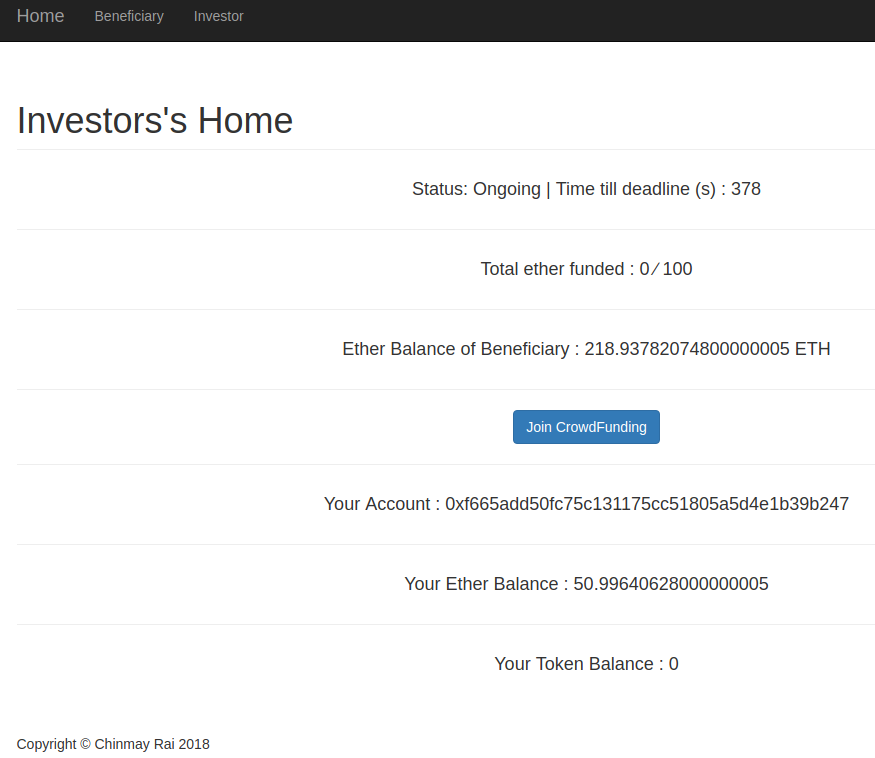 Home Beneficiary Investor
Investors's Home
Status: Ongoing | Time till deadline (s) : 378
Total ether funded : 0 ∕ 100
Ether Balance of Beneficiary : 218.93782074800000005 ETH
Join CrowdFunding
Your Account : 0xf665add50fc75c131175cc51805a5d4e1b39b247
Your Ether Balance : 50.99640628000000005
Your Token Balance : 0
Copyright © Chinmay Rai 2018